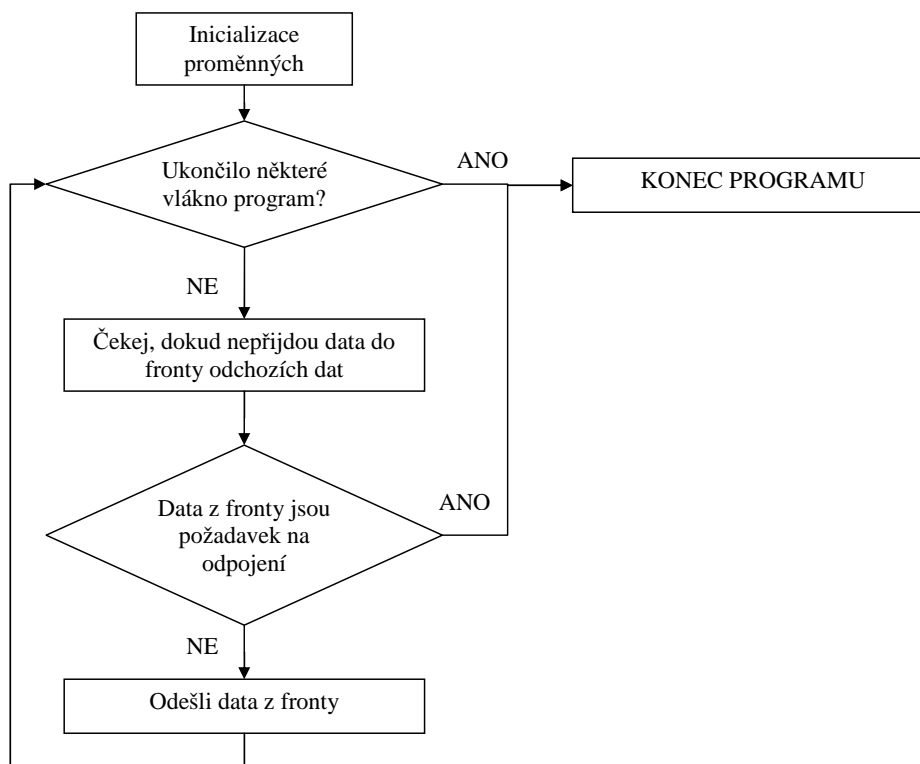 Inicializace
proměnných
Ukončilo některé
vlákno program?
ANO
KONEC PROGRAMU
NE
Čekej, dokud nepřijdou data do
fronty odchozích dat
Data z fronty jsou
požadavek na
odpojení
ANO
NE
Odešli data z fronty